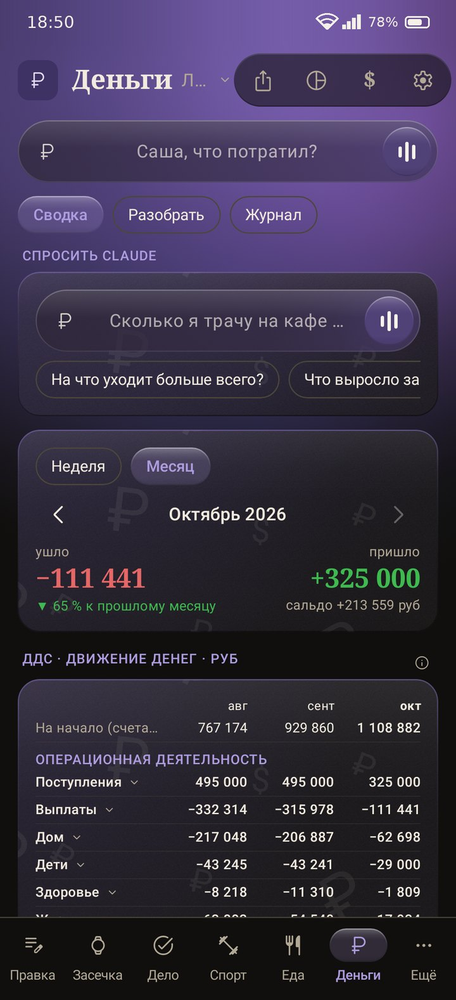 18:50 78%
₽ Деньги Л... $
₽ Саша, что потратил?
Сводка Разобрать Журнал
СПРОСИТЬ CLAUDE
₽ Сколько я трачу на кафе ...
На что уходит больше всего? Что выросло за
Неделя Месяц
Октябрь 2026
ушло пришло
−111 441 +325 000
▼ 65 % к прошлому месяцу сальдо +213 559 руб
ДДС · ДВИЖЕНИЕ ДЕНЕГ · РУБ
авг сент окт
На начало (счета... 767 174 929 860 1 108 882
ОПЕРАЦИОННАЯ ДЕЯТЕЛЬНОСТЬ
Поступления 495 000 495 000 325 000
Выплаты −332 314 −315 978 −111 441
Дом −217 048 −206 887 −62 698
Дети −43 245 −43 241 −29 000
Здоровье −8 218 −11 310 −1 809
Правка Засечка Дело Спорт Еда Деньги Ещё